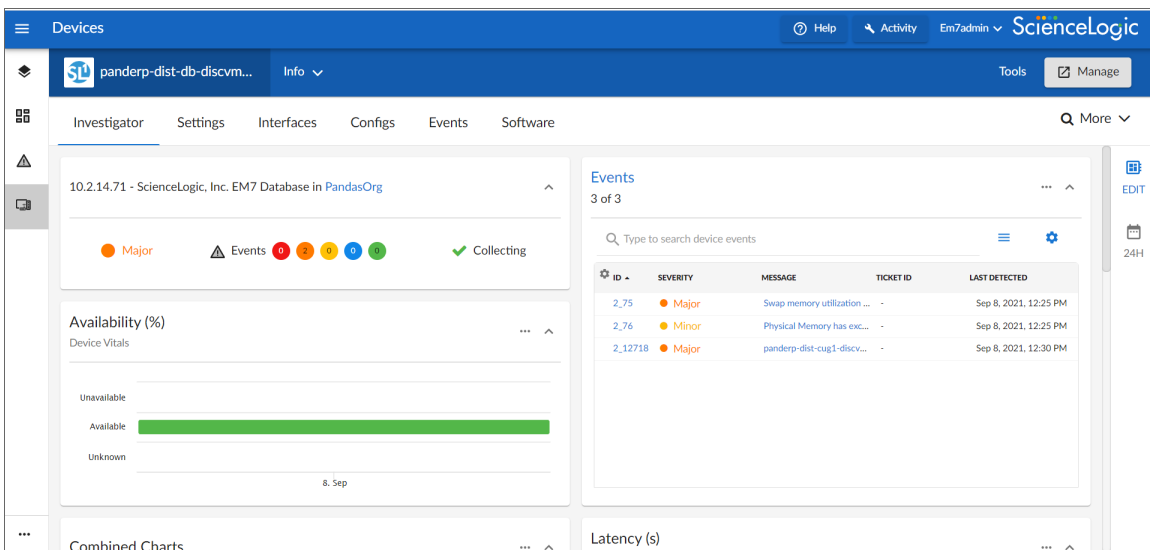 Devices
Help
Activity
Em7admin
ScienceLogic
SL1
panderp-dist-db-discvm...
Info
Tools
Manage
Investigator
Settings
Interfaces
Configs
Events
Software
More
10.2.14.71 - ScienceLogic, Inc. EM7 Database in PandasOrg
Major
Events 0 2 0 0 0
Collecting
Availability (%)
Device Vitals
Unavailable
Available
Unknown
8. Sep
Combined Charts
Events
3 of 3
Type to search device events
ID SEVERITY MESSAGE TICKET ID LAST DETECTED
2_75 Major Swap memory utilization ... - Sep 8, 2021, 12:25 PM
2_76 Minor Physical Memory has exc... - Sep 8, 2021, 12:25 PM
2_12718 Major panderp-dist-cug1-discv... - Sep 8, 2021, 12:30 PM
Latency (s)
EDIT
24H